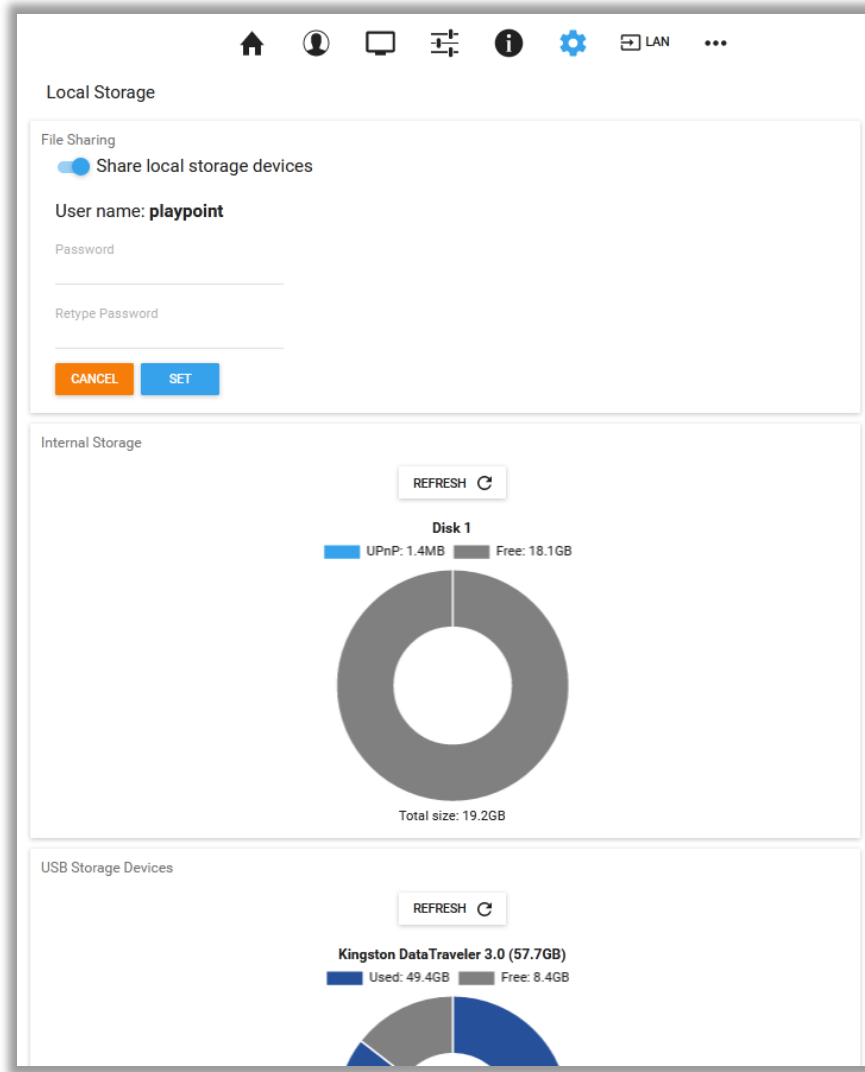 LAN
Local Storage
File Sharing
Share local storage devices
User name: playpoint
Password
Retype Password
CANCEL SET
Internal Storage
REFRESH
Disk 1
UPnP: 1.4MB Free: 18.1GB
Total size: 19.2GB
USB Storage Devices
REFRESH
Kingston DataTraveler 3.0 (57.7GB)
Used: 49.4GB Free: 8.4GB